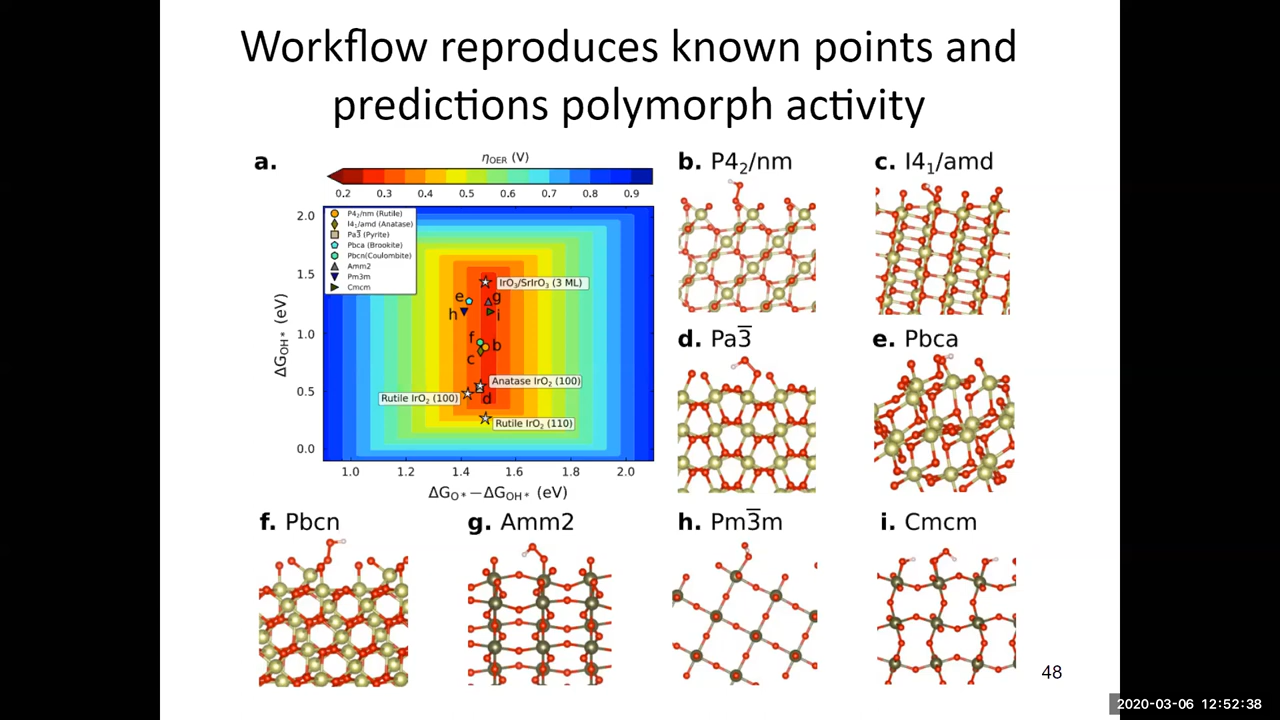 Workflow reproduces known points and
predictions polymorph activity
a.
η_OER (V)
0.2 0.3 0.4 0.5 0.6 0.7 0.8 0.9
P4₂/nm (Rutile)
I4₁/amd (Anatase)
Pa3̅ (Pyrite)
Pbca (Brookite)
Pbcn(Coulombite)
Amm2
Pm3m
Cmcm
2.0
1.5
1.0
0.5
0.0
ΔG_OH* (eV)
IrO₃/SrIrO₃ (3 ML)
e
g
h
i
f
b
c
Anatase IrO₂ (100)
Rutile IrO₂ (100)
d
Rutile IrO₂ (110)
1.0 1.2 1.4 1.6 1.8 2.0
ΔG_O*−ΔG_OH* (eV)
b. P4₂/nm
c. I4₁/amd
d. Pa3̅
e. Pbca
f. Pbcn
g. Amm2
h. Pm3̅m
i. Cmcm
48
2020-03-06 12:52:38